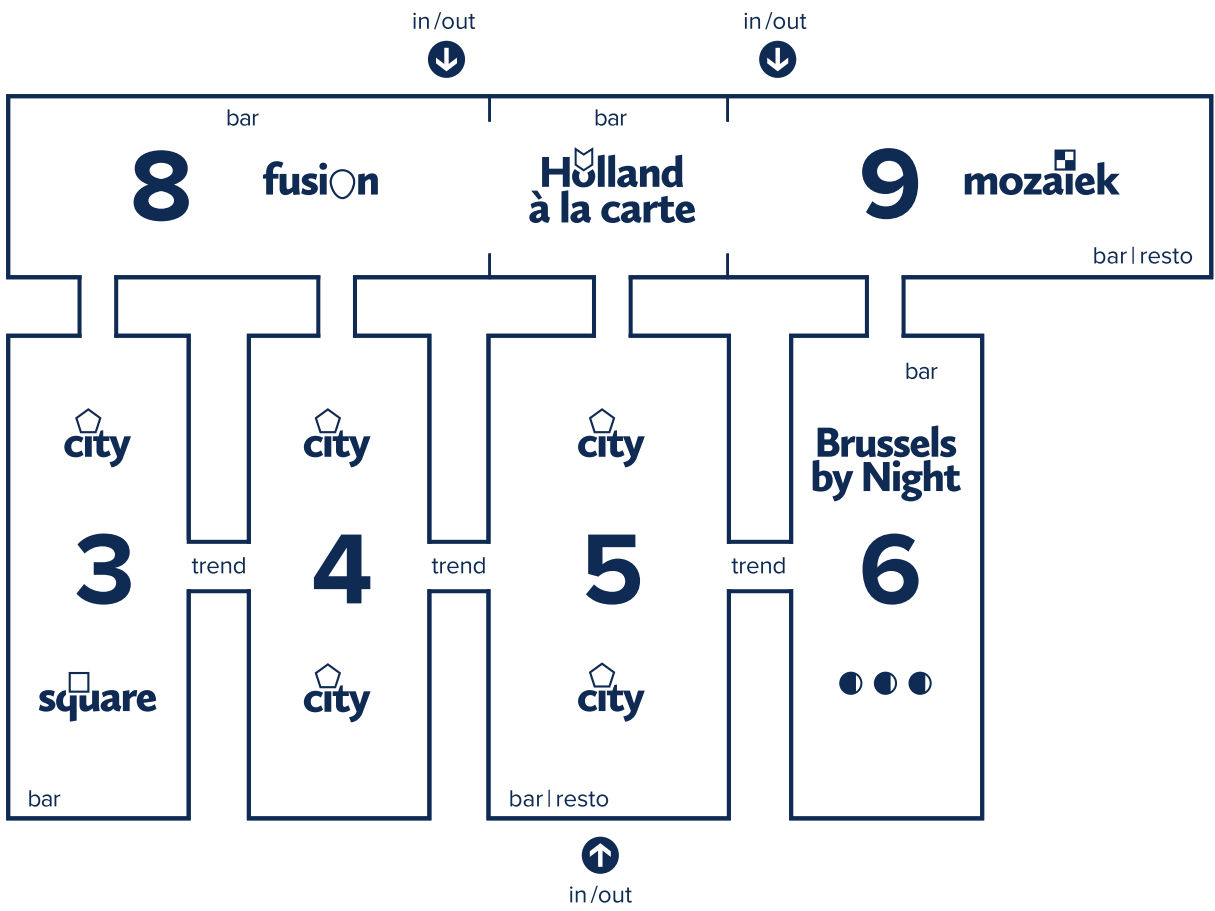 in/out
in/out
bar
bar
8
fusion
Holland
à la carte
9
mozaïek
bar|resto
bar
city
city
city
Brussels
by Night
3
trend
4
trend
5
trend
6
square
city
city
bar
bar|resto
in/out